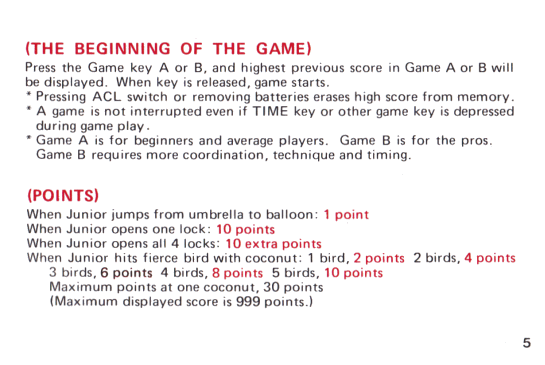 (THE BEGINNING OF THE GAME)
Press the Game key A or B, and highest previous score in Game A or B will
be displayed. When key is released, game starts.
* Pressing ACL switch or removing batteries erases high score from memory.
* A game is not interrupted even if TIME key or other game key is depressed
during game play.
* Game A is for beginners and average players. Game B is for the pros.
Game B requires more coordination, technique and timing.
(POINTS)
When Junior jumps from umbrella to balloon: 1 point
When Junior opens one lock: 10 points
When Junior opens all 4 locks: 10 extra points
When Junior hits fierce bird with coconut: 1 bird, 2 points 2 birds, 4 points
3 birds, 6 points 4 birds, 8 points 5 birds, 10 points
Maximum points at one coconut, 30 points
(Maximum displayed score is 999 points.)
5